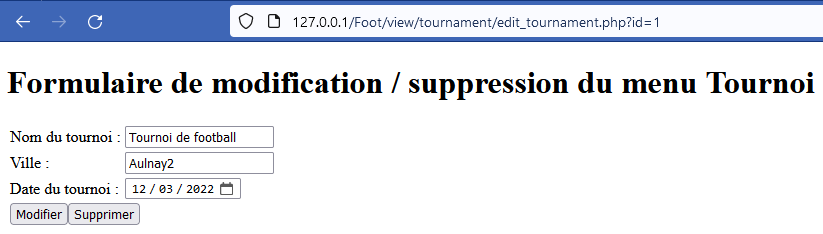 127.0.0.1/Foot/view/tournament/edit_tournament.php?id=1
Formulaire de modification / suppression du menu Tournoi
Nom du tournoi : Tournoi de football
Ville : Aulnay2
Date du tournoi : 12 / 03 / 2022
Modifier Supprimer